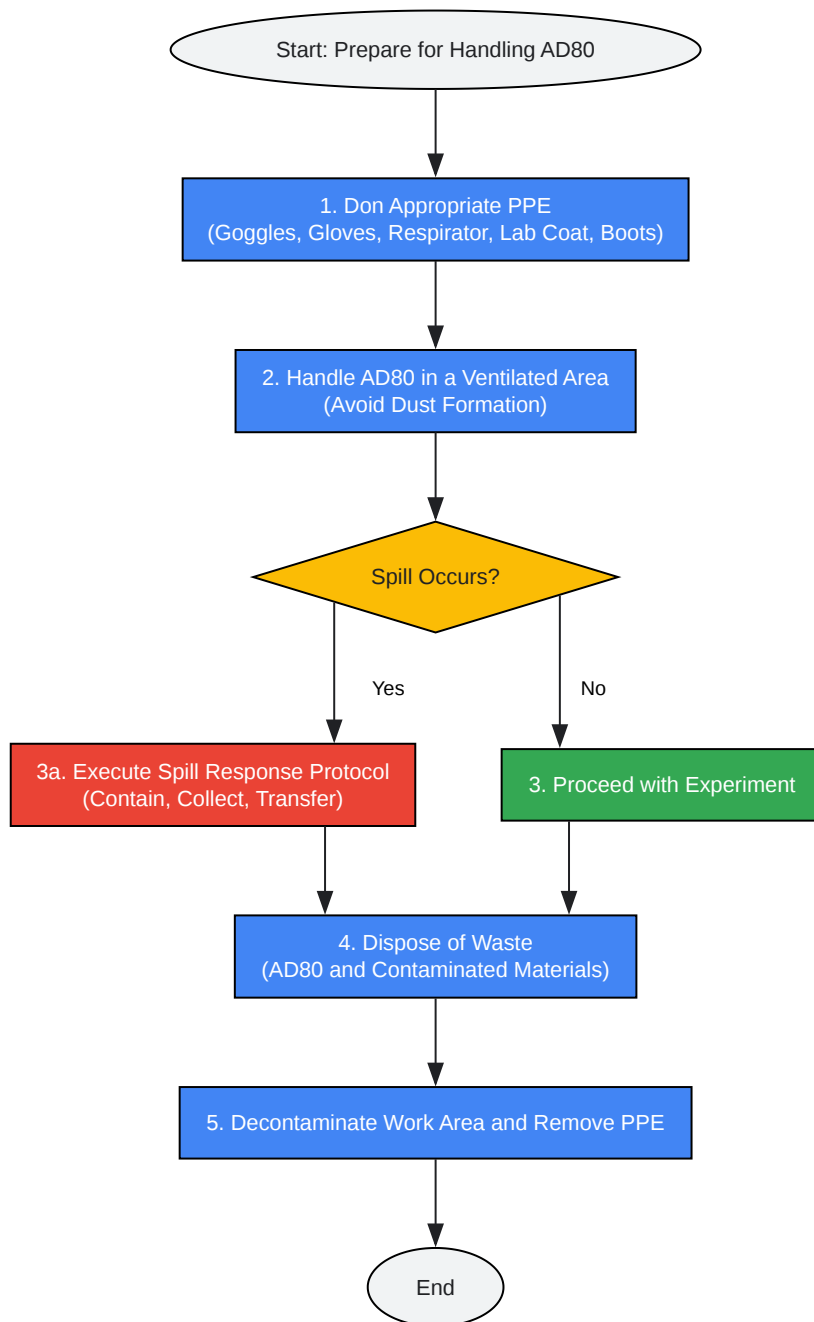 Start: Prepare for Handling AD80
1. Don Appropriate PPE
(Goggles, Gloves, Respirator, Lab Coat, Boots)
2. Handle AD80 in a Ventilated Area
(Avoid Dust Formation)
Spill Occurs?
Yes
No
3a. Execute Spill Response Protocol
(Contain, Collect, Transfer)
3. Proceed with Experiment
4. Dispose of Waste
(AD80 and Contaminated Materials)
5. Decontaminate Work Area and Remove PPE
End